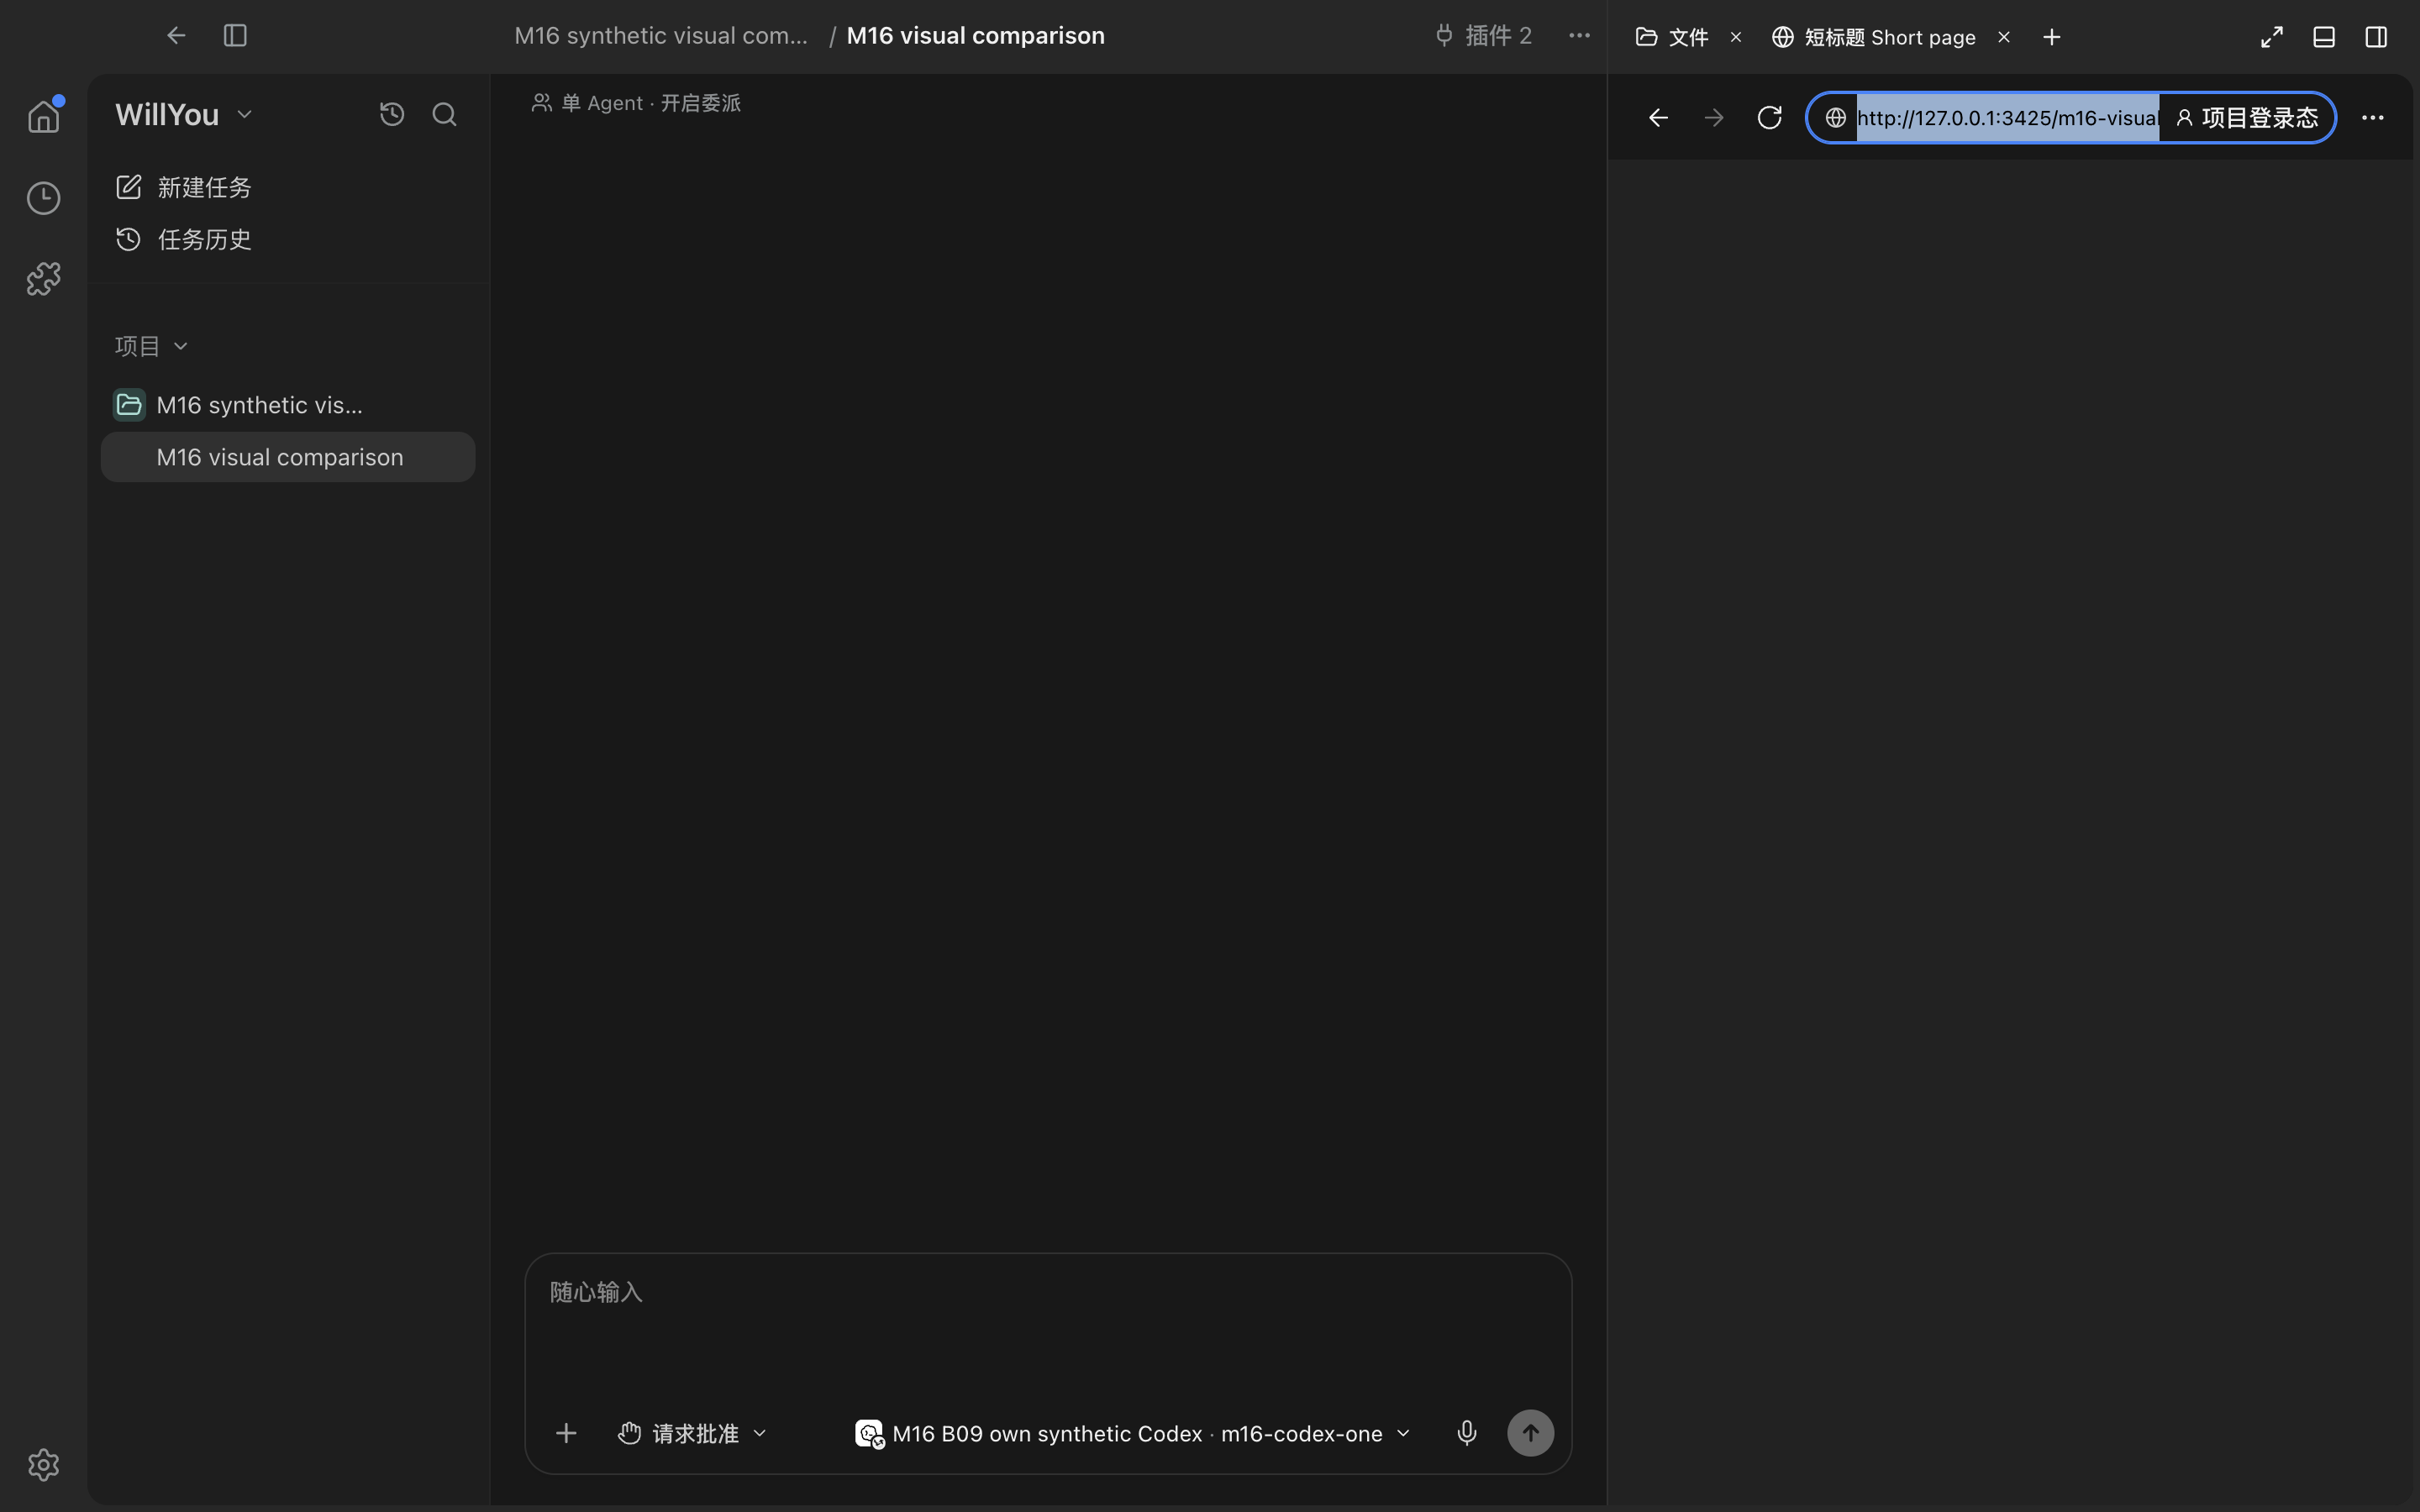 M16 synthetic visual com... / M16 visual comparison
插件 2
文件
短标题 Short page
WillYou
新建任务
任务历史
项目
M16 synthetic vis...
M16 visual comparison
单 Agent · 开启委派
http://127.0.0.1:3425/m16-visual
项目登录态
随心输入
请求批准
M16 B09 own synthetic Codex · m16-codex-one